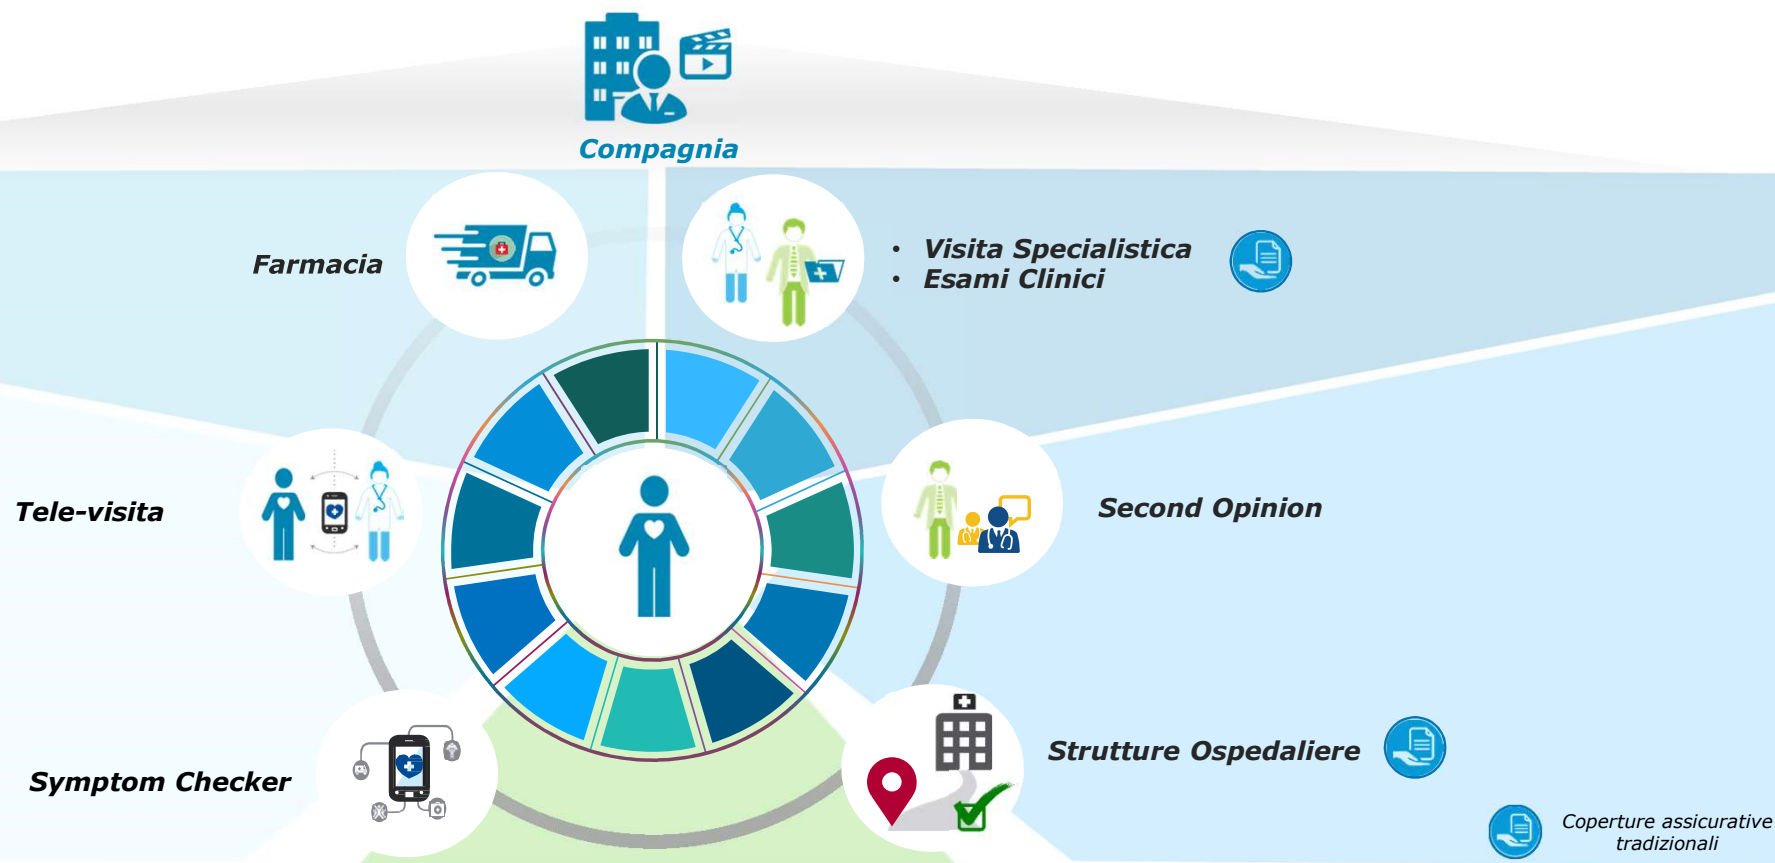 Compagnia
Farmacia
• Visita Specialistica
• Esami Clinici
Tele-visita
Second Opinion
Symptom Checker
Strutture Ospedaliere
Coperture assicurative
tradizionali